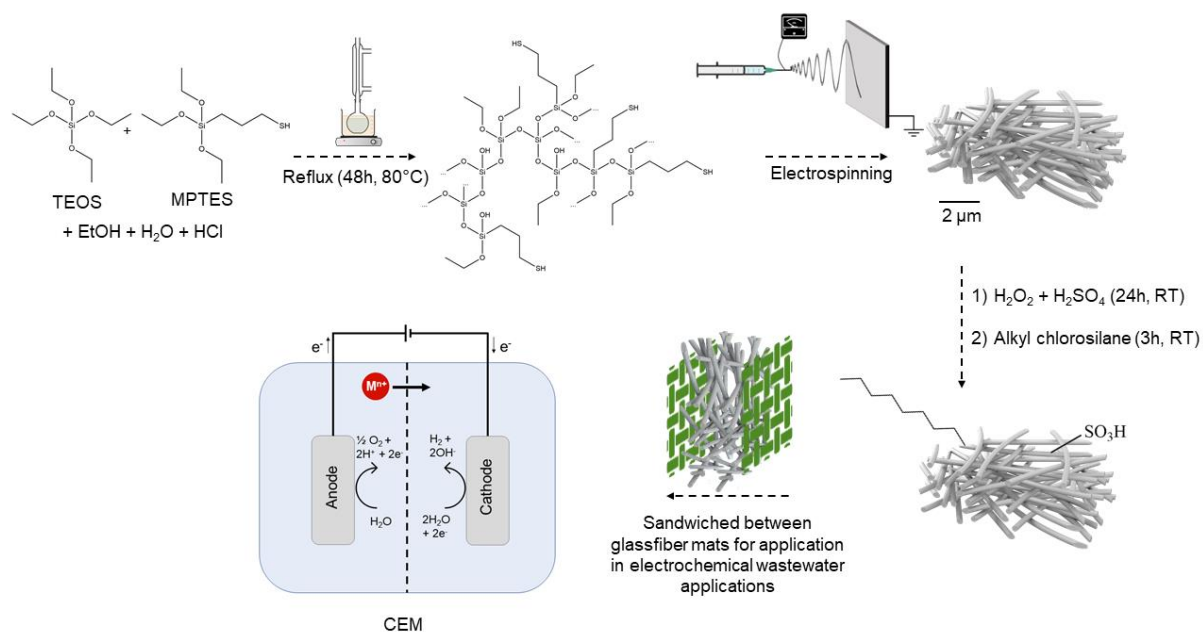 HS
O
O
Si
O
O
+
O
O
Si
O
SH
TEOS
MPTES
+ EtOH + H₂O + HCl
Reflux (48h, 80°C)
Electrospinning
2 µm
1) H₂O₂ + H₂SO₄ (24h, RT)
2) Alkyl chlorosilane (3h, RT)
SO₃H
Sandwiched between
glassfiber mats for application
in electrochemical wastewater
applications
e⁻
e⁻
Mⁿ⁺
½ O₂ +
2H⁺ + 2e⁻
H₂O
Anode
H₂ +
2OH⁻
2H₂O
+ 2e⁻
Cathode
CEM